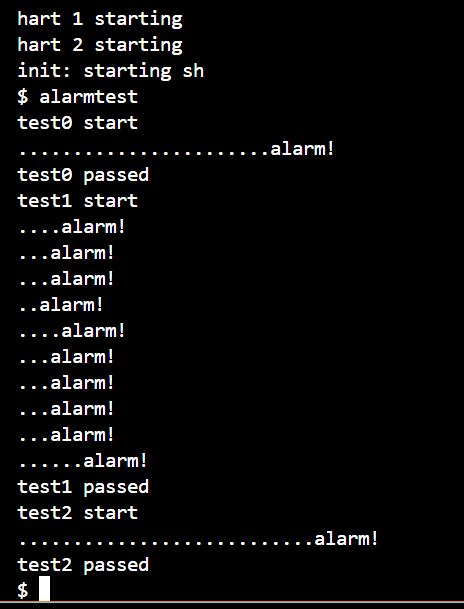 hart 1 starting
hart 2 starting
init: starting sh
$ alarmtest
test0 start
.......................alarm!
test0 passed
test1 start
....alarm!
...alarm!
...alarm!
..alarm!
....alarm!
...alarm!
...alarm!
...alarm!
...alarm!
......alarm!
test1 passed
test2 start
...........................alarm!
test2 passed
$